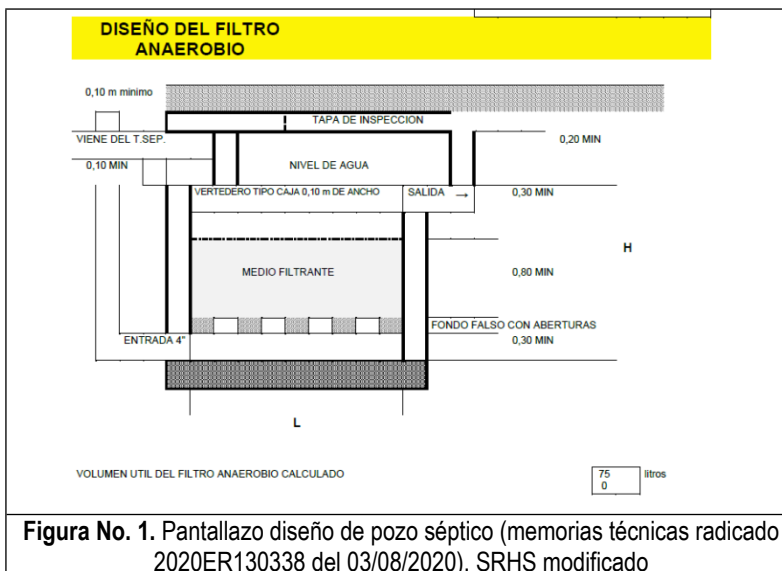 DISEÑO DEL FILTRO
ANAEROBIO
0,10 m minimo
TAPA DE INSPECCION
VIENE DEL T.SEP.
0,20 MIN
0,10 MIN
NIVEL DE AGUA
VERTEDERO TIPO CAJA 0,10 m DE ANCHO
SALIDA →
0,30 MIN
H
MEDIO FILTRANTE
0,80 MIN
FONDO FALSO CON ABERTURAS
ENTRADA 4"
0,30 MIN
L
VOLUMEN UTIL DEL FILTRO ANAEROBIO CALCULADO
75 litros
0
Figura No. 1. Pantallazo diseño de pozo séptico (memorias técnicas radicado
2020ER130338 del 03/08/2020). SRHS modificado